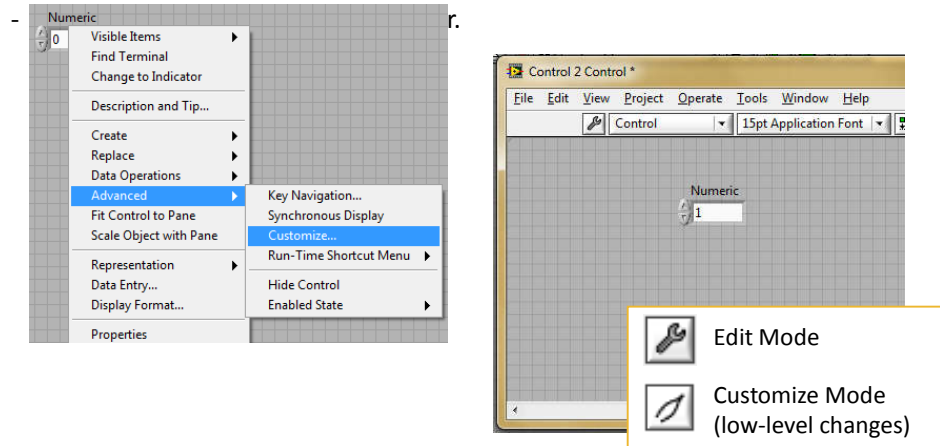 - r.
Numeric
0
Visible Items
Find Terminal
Change to Indicator
Description and Tip...
Create
Replace
Data Operations
Advanced
Fit Control to Pane
Scale Object with Pane
Representation
Data Entry...
Display Format...
Properties
Key Navigation...
Synchronous Display
Customize...
Run-Time Shortcut Menu
Hide Control
Enabled State
Control 2 Control *
File Edit View Project Operate Tools Window Help
Control 15pt Application Font
Numeric
1
Edit Mode
Customize Mode
(low-level changes)